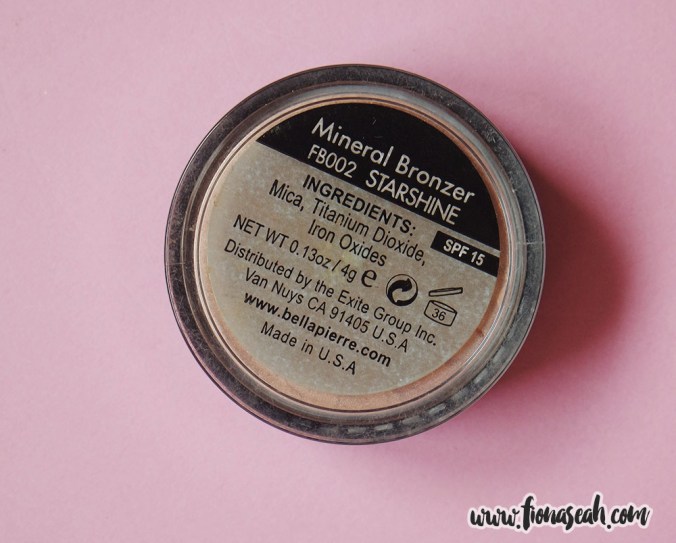 Mineral Bronzer
FB002 STARSHINE
INGREDIENTS:
Mica, Titanium Dioxide,
Iron Oxides
SPF 15
NET WT 0.13oz / 4g e
36
Distributed by the Exite Group Inc.
Van Nuys CA 91405 U.S.A
www.bellapierre.com
Made in U.S.A
www.fionaseah.com